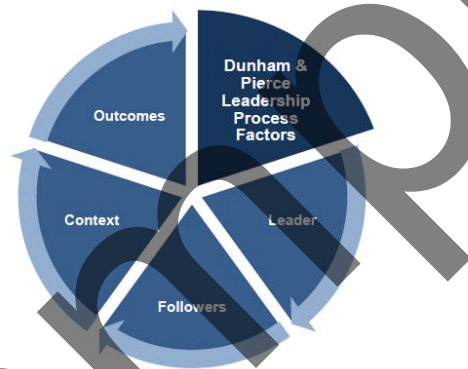 Dunham &
Pierce
Leadership
Process
Factors
Outcomes
Leader
Context
Followers